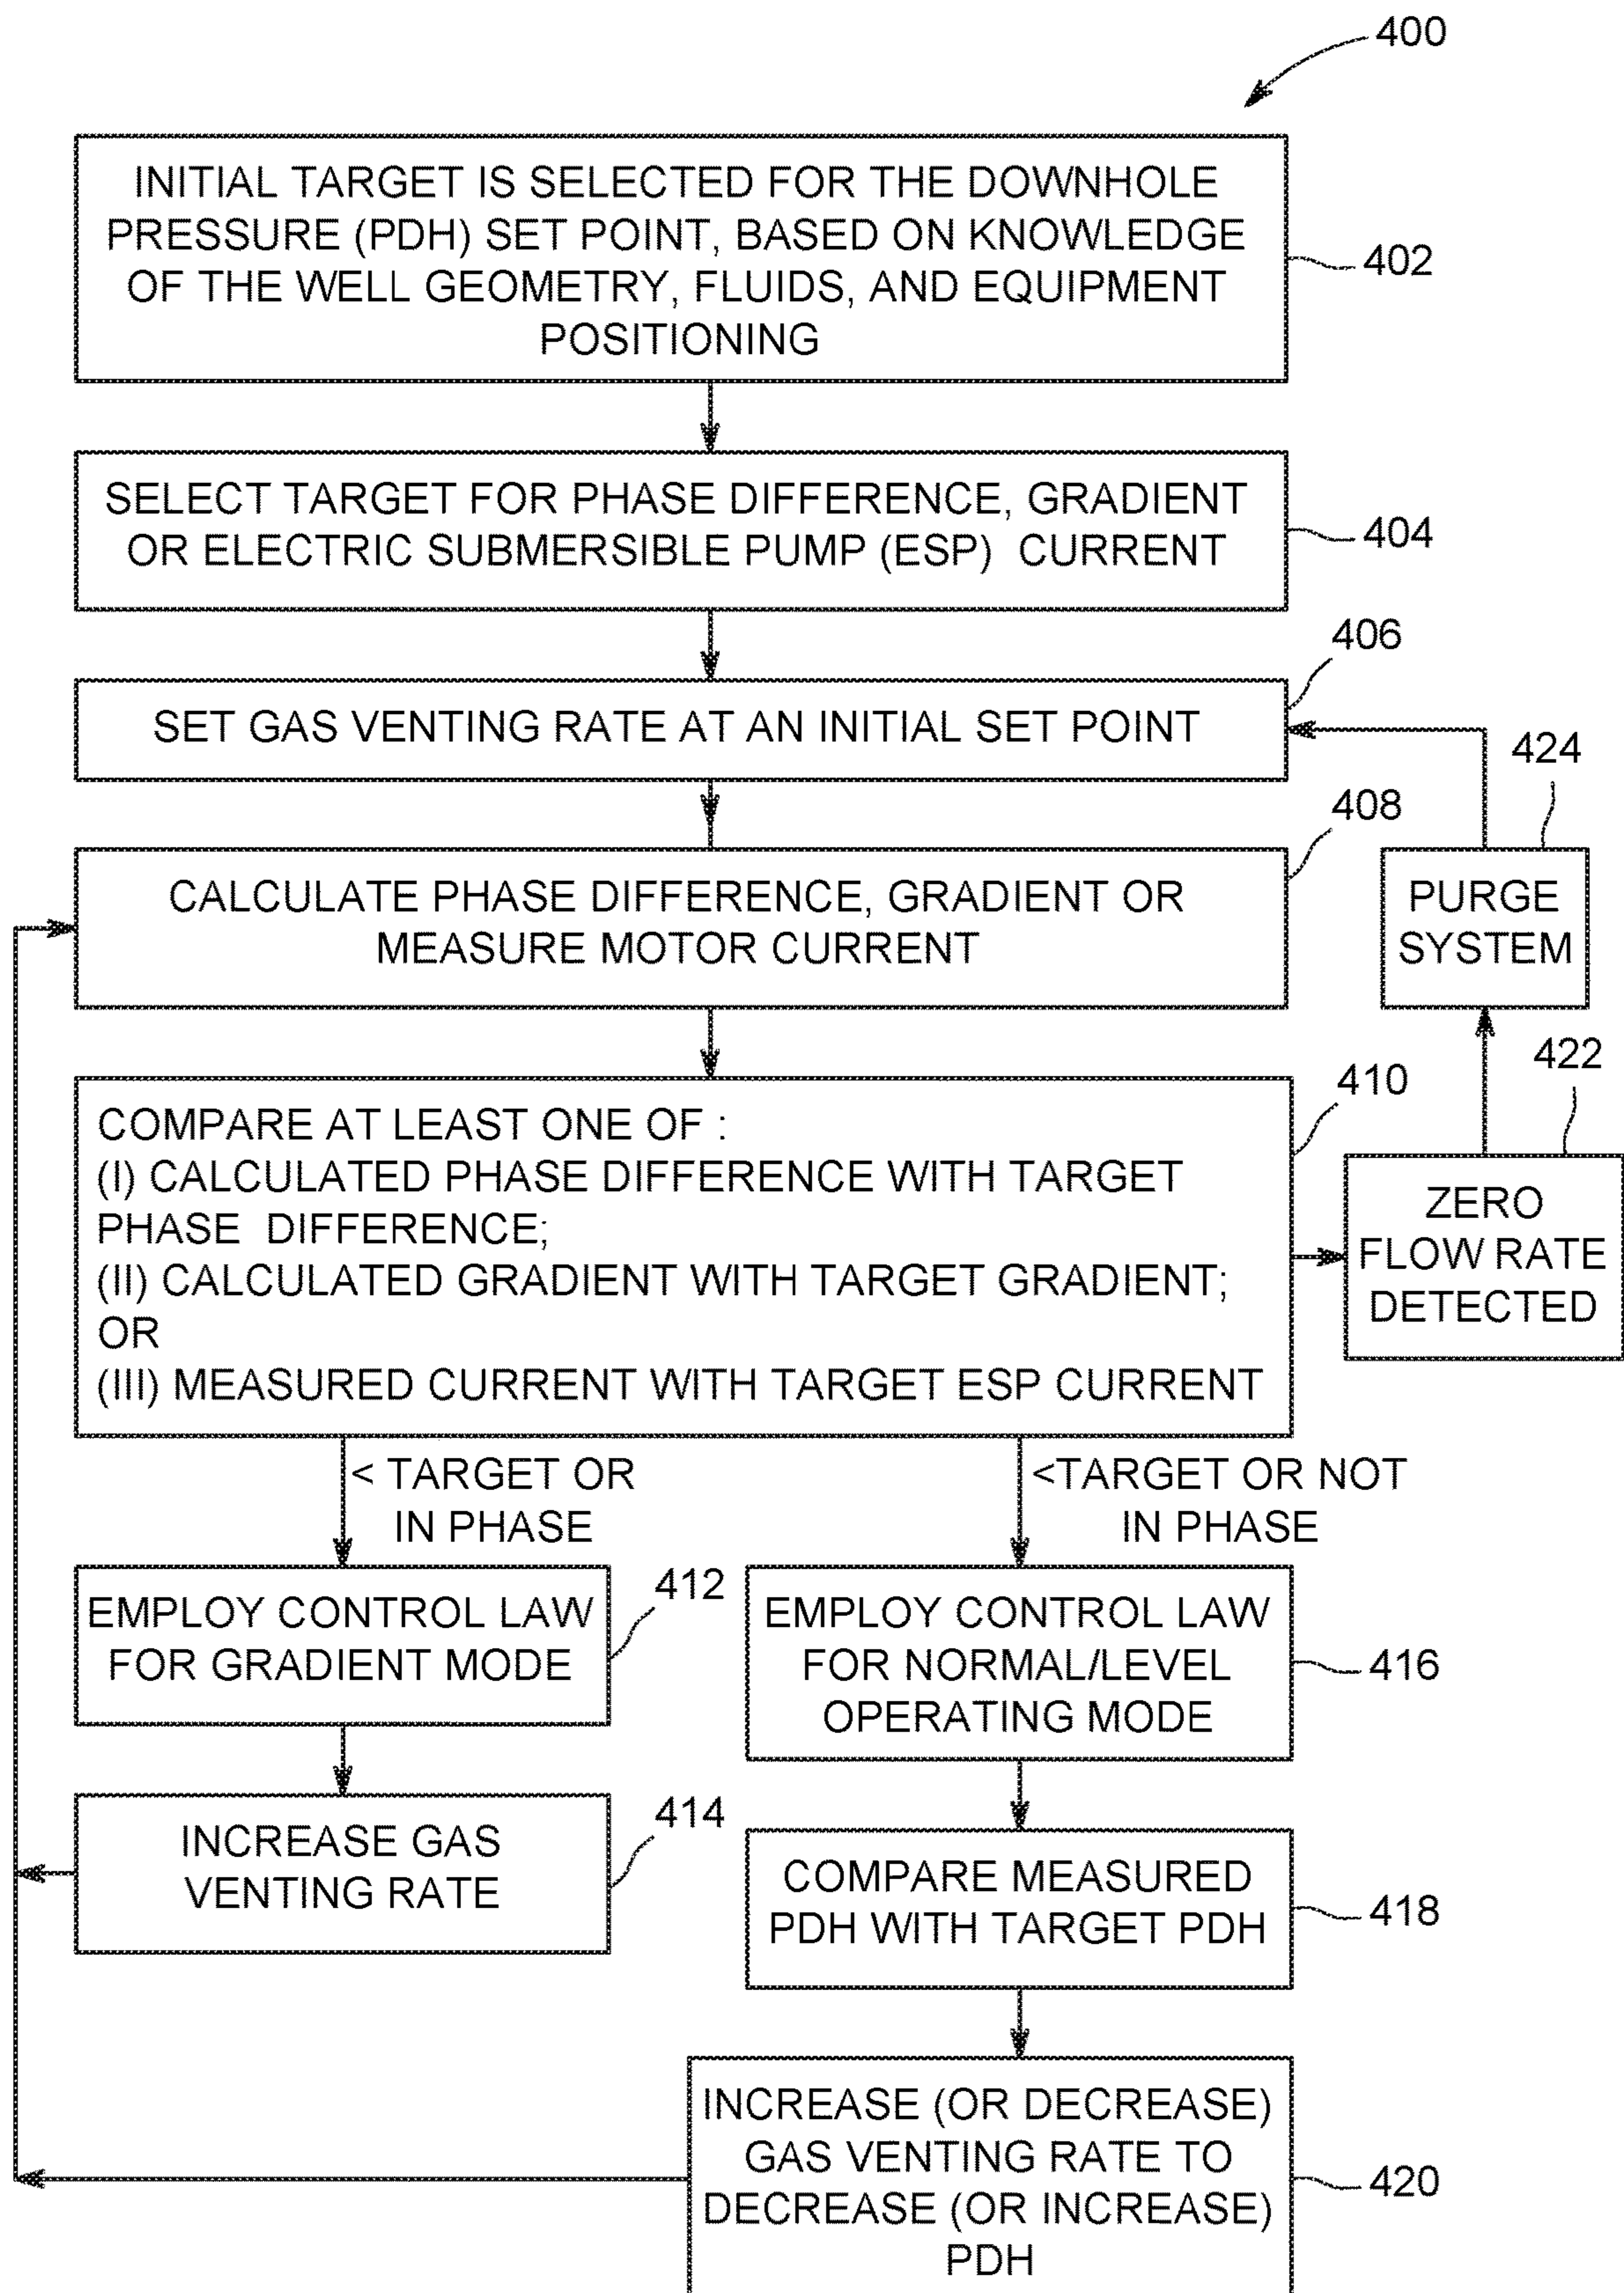 400
INITIAL TARGET IS SELECTED FOR THE DOWNHOLE
PRESSURE (PDH) SET POINT, BASED ON KNOWLEDGE
OF THE WELL GEOMETRY, FLUIDS, AND EQUIPMENT
POSITIONING
402
SELECT TARGET FOR PHASE DIFFERENCE, GRADIENT
OR ELECTRIC SUBMERSIBLE PUMP (ESP) CURRENT
404
406
SET GAS VENTING RATE AT AN INITIAL SET POINT
424
408
CALCULATE PHASE DIFFERENCE, GRADIENT OR
MEASURE MOTOR CURRENT
PURGE
SYSTEM
422
410
COMPARE AT LEAST ONE OF :
(I) CALCULATED PHASE DIFFERENCE WITH TARGET
PHASE DIFFERENCE;
(II) CALCULATED GRADIENT WITH TARGET GRADIENT;
OR
(III) MEASURED CURRENT WITH TARGET ESP CURRENT
ZERO
FLOW RATE
DETECTED
< TARGET OR
IN PHASE
<TARGET OR NOT
IN PHASE
EMPLOY CONTROL LAW
FOR GRADIENT MODE
412
EMPLOY CONTROL LAW
FOR NORMAL/LEVEL
OPERATING MODE
416
INCREASE GAS
VENTING RATE
414
COMPARE MEASURED
PDH WITH TARGET PDH
418
INCREASE (OR DECREASE)
GAS VENTING RATE TO
DECREASE (OR INCREASE)
PDH
420